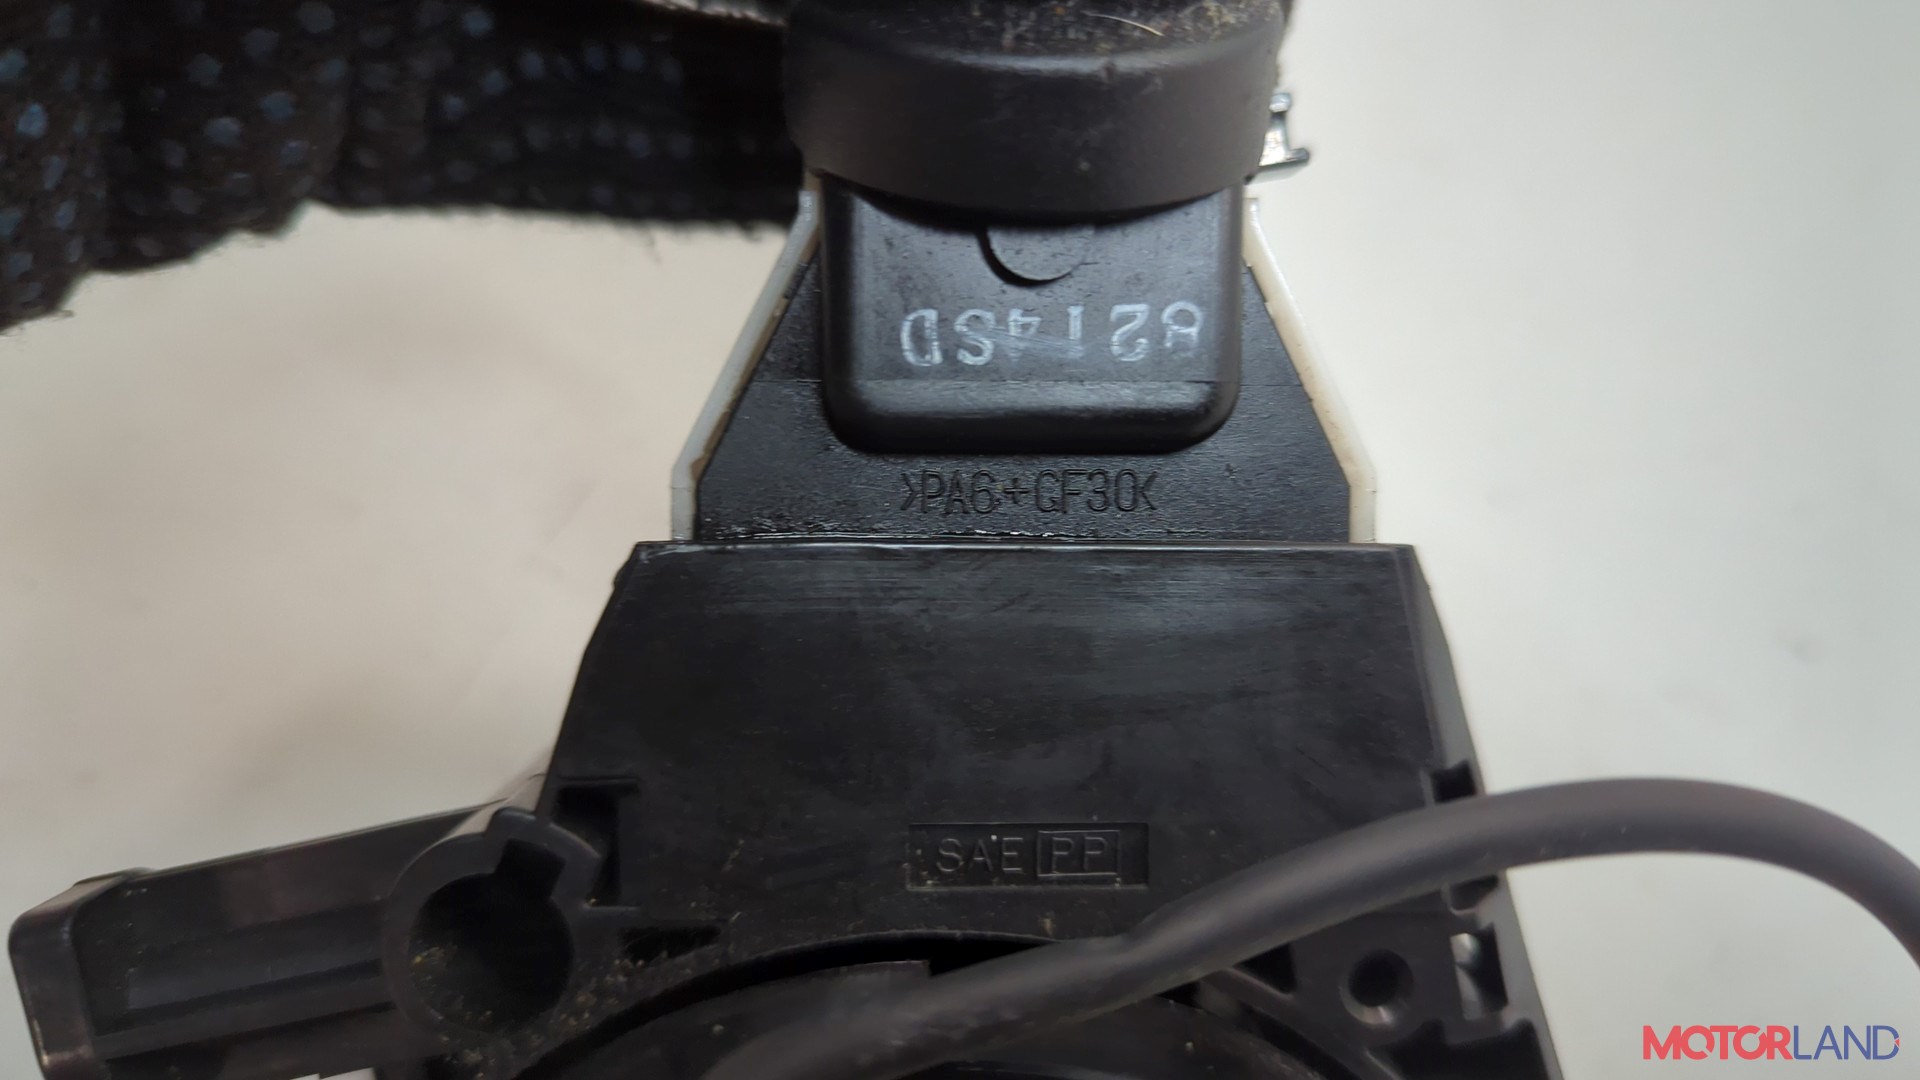 8214SD
>PA6+GF30<
SAE PP
MOTORLAND